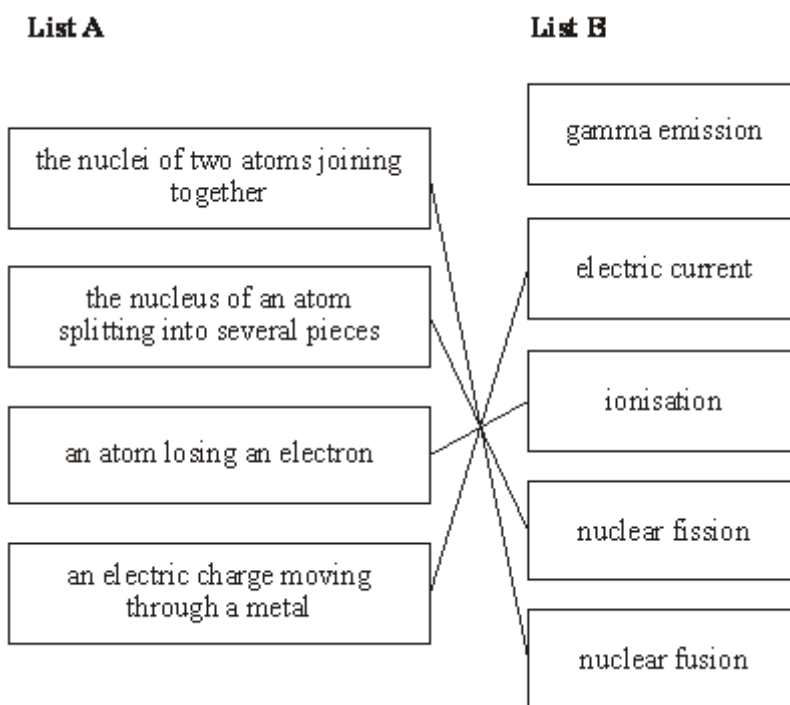 List A
the nuclei of two atoms joining
together
the nucleus of an atom
splitting into several pieces
an atom losing an electron
an electric charge moving
through a metal
List B
gamma emission
electric current
ionisation
nuclear fission
nuclear fusion